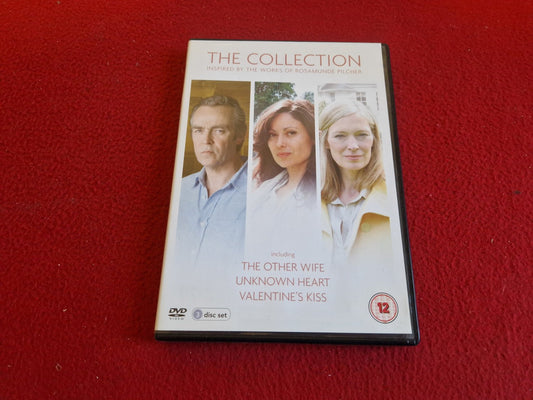 THE COLLECTION
INSPIRED BY THE WORKS OF ROSAMUNDE PILCHER
including
THE OTHER WIFE
UNKNOWN HEART
VALENTINE'S KISS
DVD
VIDEO
3 disc set
12